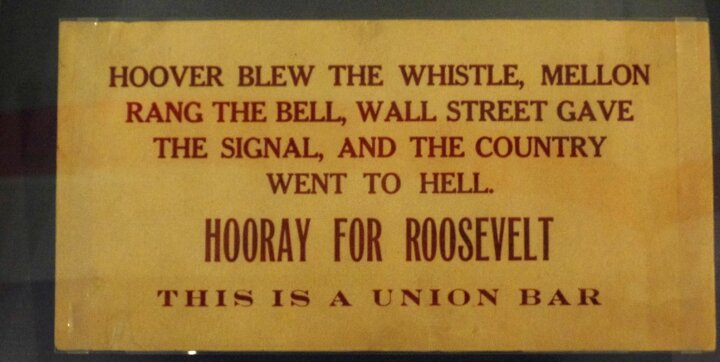 HOOVER BLEW THE WHISTLE, MELLON
RANG THE BELL, WALL STREET GAVE
THE SIGNAL, AND THE COUNTRY
WENT TO HELL.
HOORAY FOR ROOSEVELT
THIS IS A UNION BAR